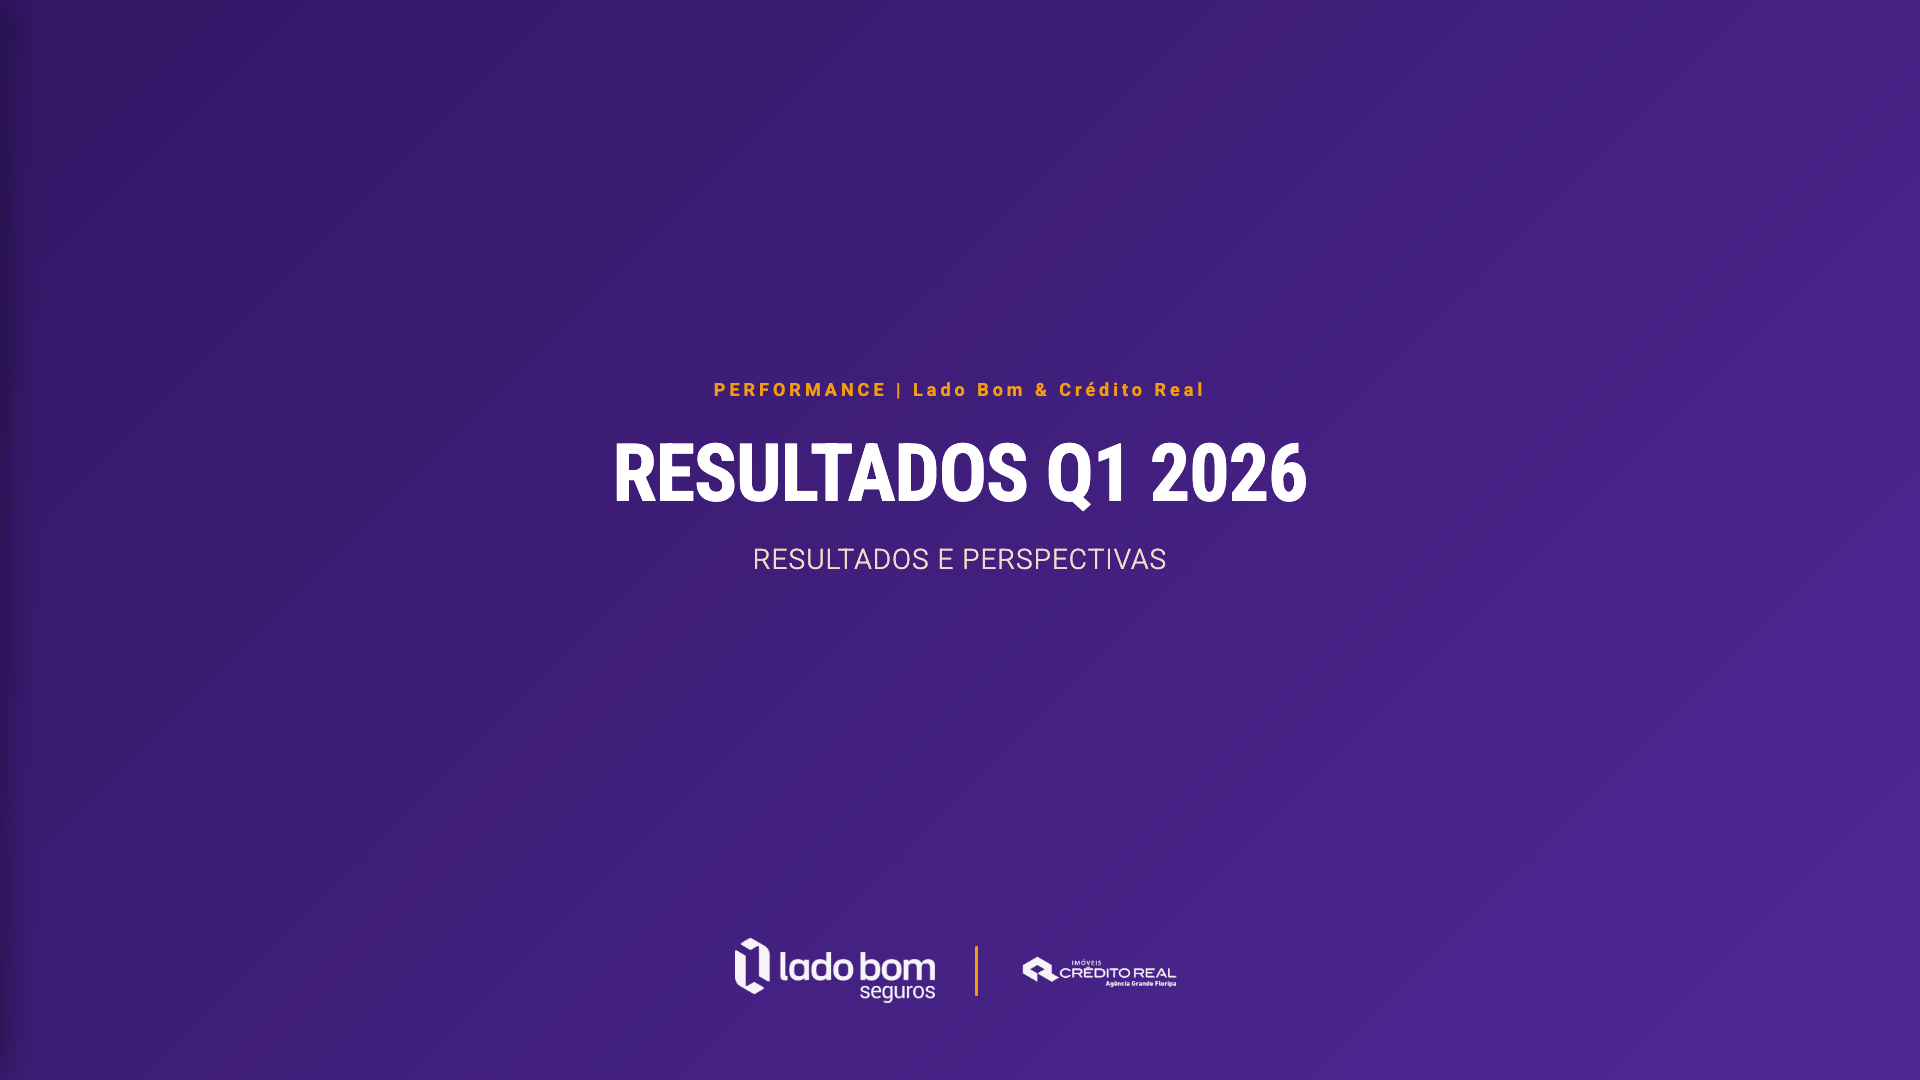 PERFORMANCE | Lado Bom & Crédito Real
RESULTADOS Q1 2026
RESULTADOS E PERSPECTIVAS
lado bom
seguros
IMÓVEIS
CRÉDITO REAL
Agência Grande Floripa